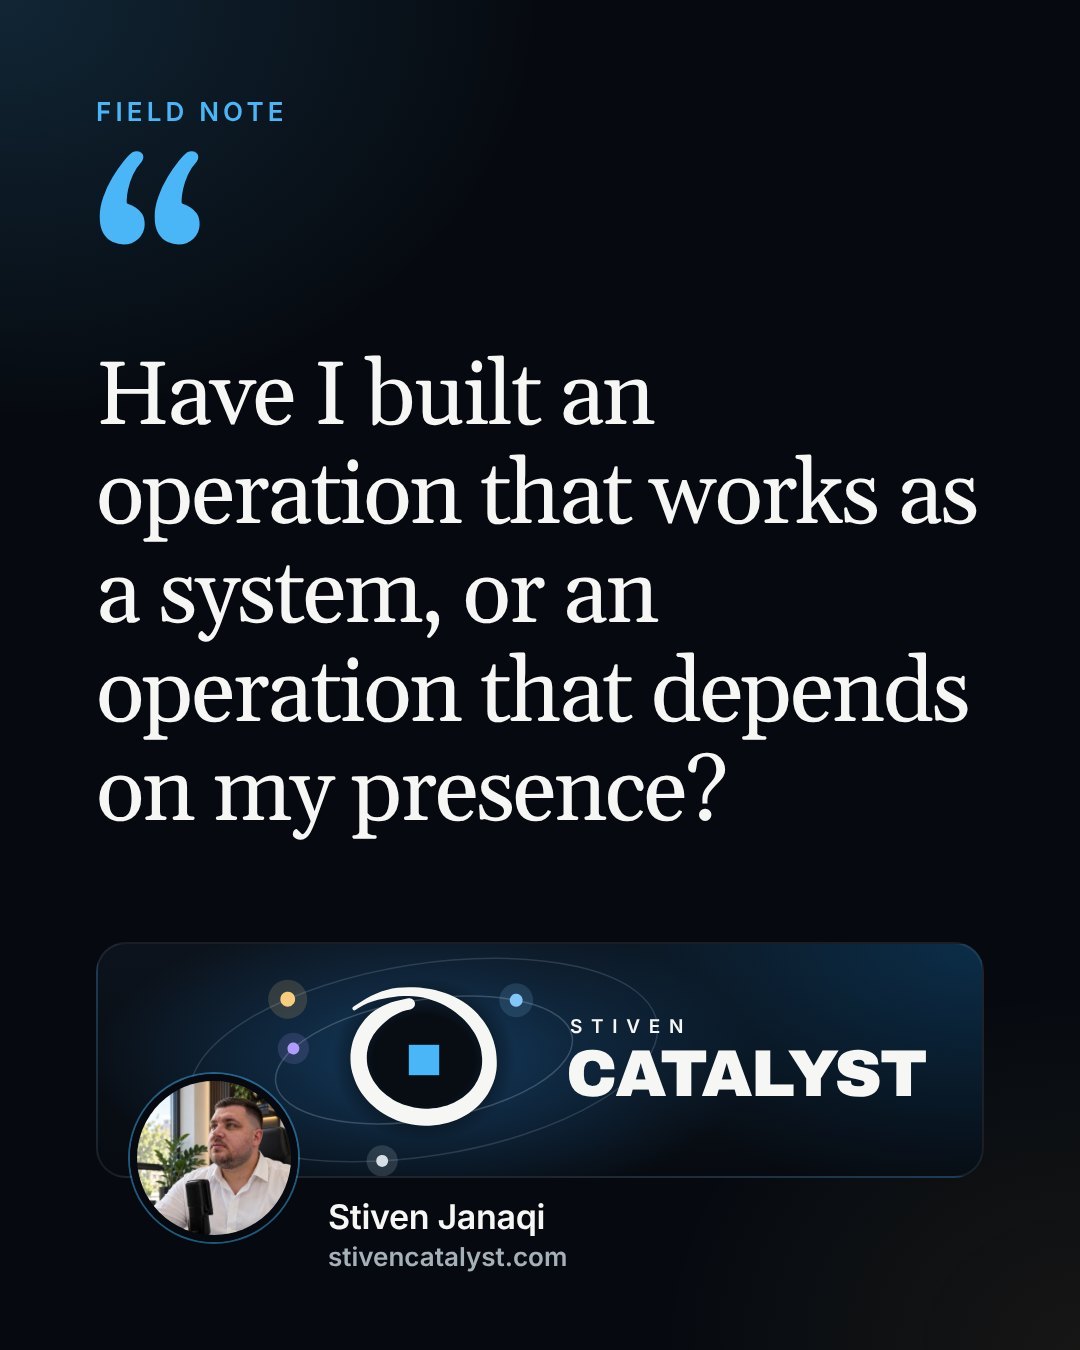 FIELD NOTE
“
Have I built an
operation that works as
a system, or an
operation that depends
on my presence?
STIVEN
CATALYST
Stiven Janaqi
stivencatalyst.com